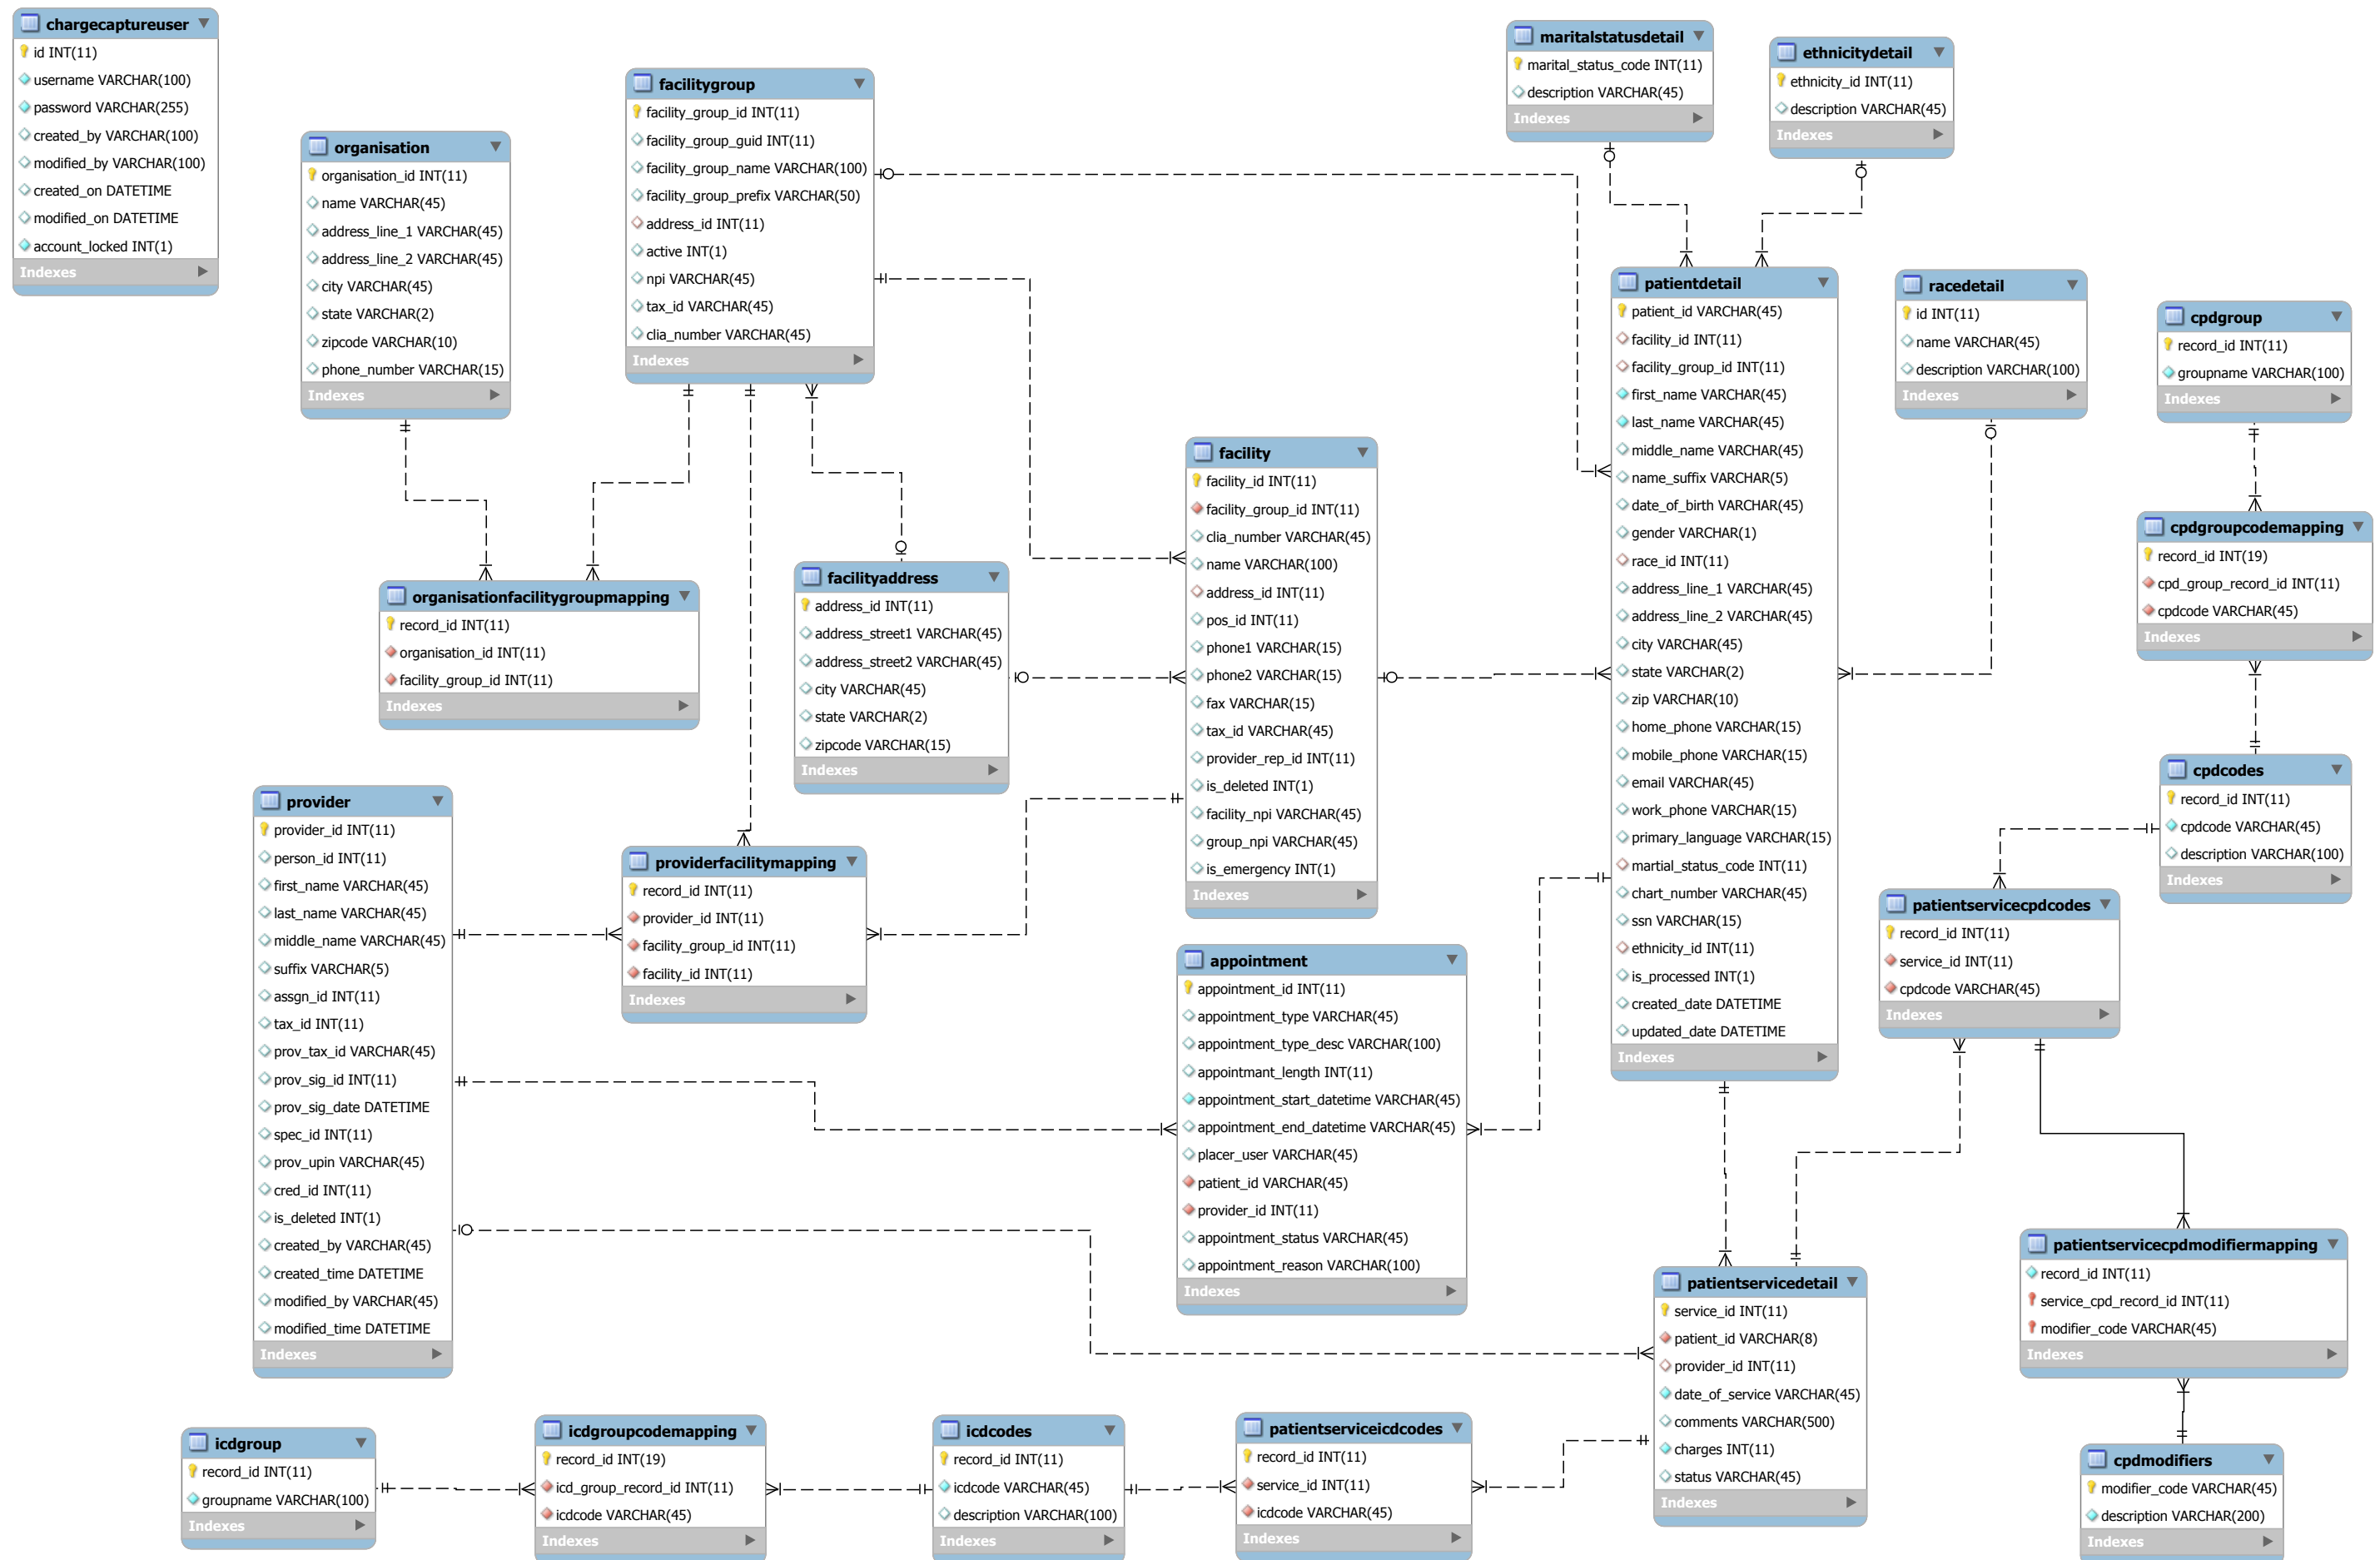 chargecaptureuser
id INT(11)
username VARCHAR(100)
password VARCHAR(255)
created_by VARCHAR(100)
modified_by VARCHAR(100)
created_on DATETIME
modified_on DATETIME
account_locked INT(1)
Indexes
organisation
organisation_id INT(11)
name VARCHAR(45)
address_line_1 VARCHAR(45)
address_line_2 VARCHAR(45)
city VARCHAR(45)
state VARCHAR(2)
zipcode VARCHAR(10)
phone_number VARCHAR(15)
Indexes
facilitygroup
facility_group_id INT(11)
facility_group_guid INT(11)
facility_group_name VARCHAR(100)
facility_group_prefix VARCHAR(50)
address_id INT(11)
active INT(1)
npi VARCHAR(45)
tax_id VARCHAR(45)
clia_number VARCHAR(45)
Indexes
maritalstatusdetail
marital_status_code INT(11)
description VARCHAR(45)
Indexes
ethnicitydetail
ethnicity_id INT(11)
description VARCHAR(45)
Indexes
patientdetail
patient_id VARCHAR(45)
facility_id INT(11)
facility_group_id INT(11)
first_name VARCHAR(45)
last_name VARCHAR(45)
middle_name VARCHAR(45)
name_suffix VARCHAR(5)
date_of_birth VARCHAR(45)
gender VARCHAR(1)
race_id INT(11)
address_line_1 VARCHAR(45)
address_line_2 VARCHAR(45)
city VARCHAR(45)
state VARCHAR(2)
zip VARCHAR(10)
home_phone VARCHAR(15)
mobile_phone VARCHAR(15)
email VARCHAR(45)
work_phone VARCHAR(15)
primary_language VARCHAR(15)
martial_status_code INT(11)
chart_number VARCHAR(45)
ssn VARCHAR(15)
ethnicity_id INT(11)
is_processed INT(1)
created_date DATETIME
updated_date DATETIME
Indexes
racedetail
id INT(11)
name VARCHAR(45)
description VARCHAR(100)
Indexes
cpdgroup
record_id INT(11)
groupname VARCHAR(100)
Indexes
cpdgroupcodemapping
record_id INT(19)
cpd_group_record_id INT(11)
cpdcode VARCHAR(45)
Indexes
facility
facility_id INT(11)
facility_group_id INT(11)
clia_number VARCHAR(45)
name VARCHAR(100)
address_id INT(11)
pos_id INT(11)
phone1 VARCHAR(15)
phone2 VARCHAR(15)
fax VARCHAR(15)
tax_id VARCHAR(45)
provider_rep_id INT(11)
is_deleted INT(1)
facility_npi VARCHAR(45)
group_npi VARCHAR(45)
is_emergency INT(1)
Indexes
organisationfacilitygroupmapping
record_id INT(11)
organisation_id INT(11)
facility_group_id INT(11)
Indexes
facilityaddress
address_id INT(11)
address_street1 VARCHAR(45)
address_street2 VARCHAR(45)
city VARCHAR(45)
state VARCHAR(2)
zipcode VARCHAR(15)
Indexes
cpdcodes
record_id INT(11)
cpdcode VARCHAR(45)
description VARCHAR(100)
Indexes
provider
provider_id INT(11)
person_id INT(11)
first_name VARCHAR(45)
last_name VARCHAR(45)
middle_name VARCHAR(45)
suffix VARCHAR(5)
assgn_id INT(11)
tax_id INT(11)
prov_tax_id VARCHAR(45)
prov_sig_id INT(11)
prov_sig_date DATETIME
spec_id INT(11)
prov_upin VARCHAR(45)
cred_id INT(11)
is_deleted INT(1)
created_by VARCHAR(45)
created_time DATETIME
modified_by VARCHAR(45)
modified_time DATETIME
Indexes
providerfacilitymapping
record_id INT(11)
provider_id INT(11)
facility_group_id INT(11)
facility_id INT(11)
Indexes
patientservicecpdcodes
record_id INT(11)
service_id INT(11)
cpdcode VARCHAR(45)
Indexes
appointment
appointment_id INT(11)
appointment_type VARCHAR(45)
appointment_type_desc VARCHAR(100)
appointmant_length INT(11)
appointment_start_datetime VARCHAR(45)
appointment_end_datetime VARCHAR(45)
placer_user VARCHAR(45)
patient_id VARCHAR(45)
provider_id INT(11)
appointment_status VARCHAR(45)
appointment_reason VARCHAR(100)
Indexes
patientservicecpdmodifiermapping
record_id INT(11)
service_cpd_record_id INT(11)
modifier_code VARCHAR(45)
Indexes
patientservicedetail
service_id INT(11)
patient_id VARCHAR(8)
provider_id INT(11)
date_of_service VARCHAR(45)
comments VARCHAR(500)
charges INT(11)
status VARCHAR(45)
Indexes
icdgroup
record_id INT(11)
groupname VARCHAR(100)
Indexes
icdgroupcodemapping
record_id INT(19)
icd_group_record_id INT(11)
icdcode VARCHAR(45)
Indexes
icdcodes
record_id INT(11)
icdcode VARCHAR(45)
description VARCHAR(100)
Indexes
patientserviceicdcodes
record_id INT(11)
service_id INT(11)
icdcode VARCHAR(45)
Indexes
cpdmodifiers
modifier_code VARCHAR(45)
description VARCHAR(200)
Indexes